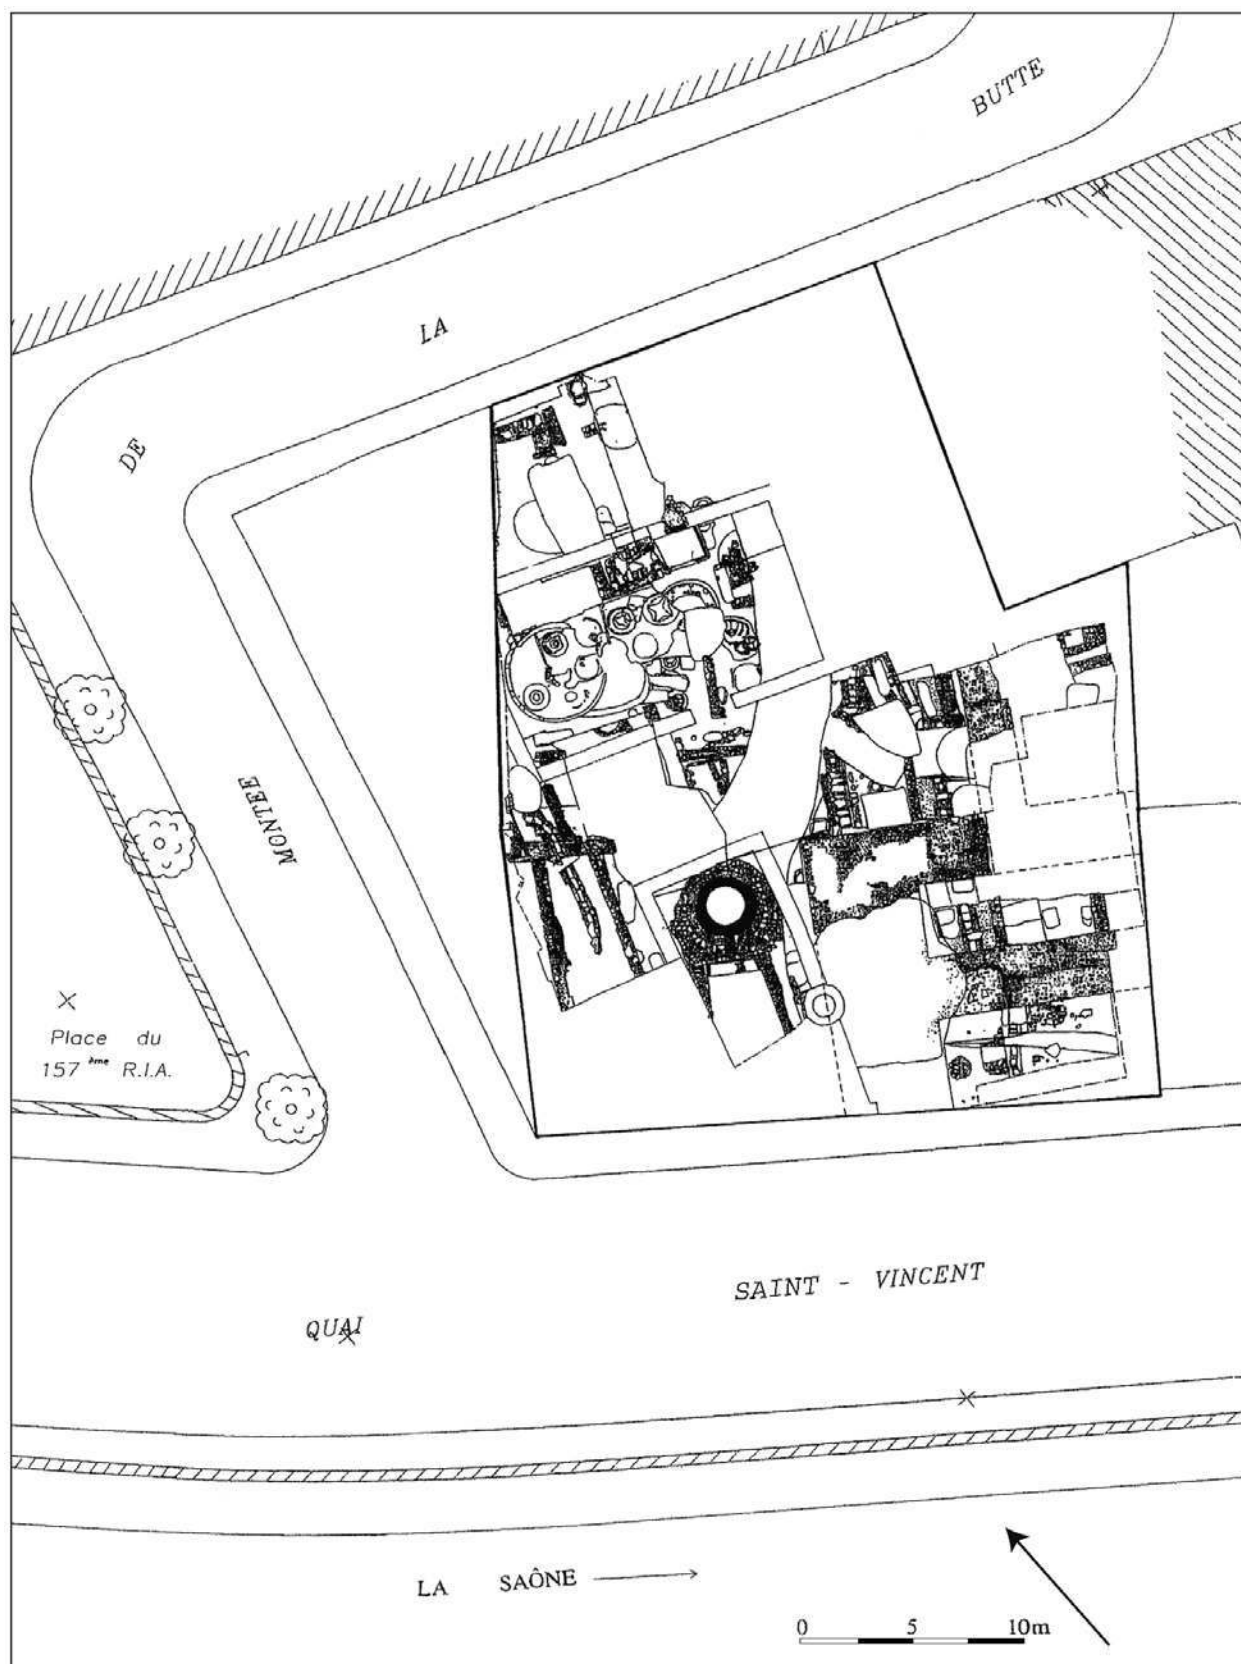 BUTTE
LA
DE
MONTEE
Place du
157 ème R.I.A.
SAINT - VINCENT
QUAI
LA SAÔNE
0 5 10m